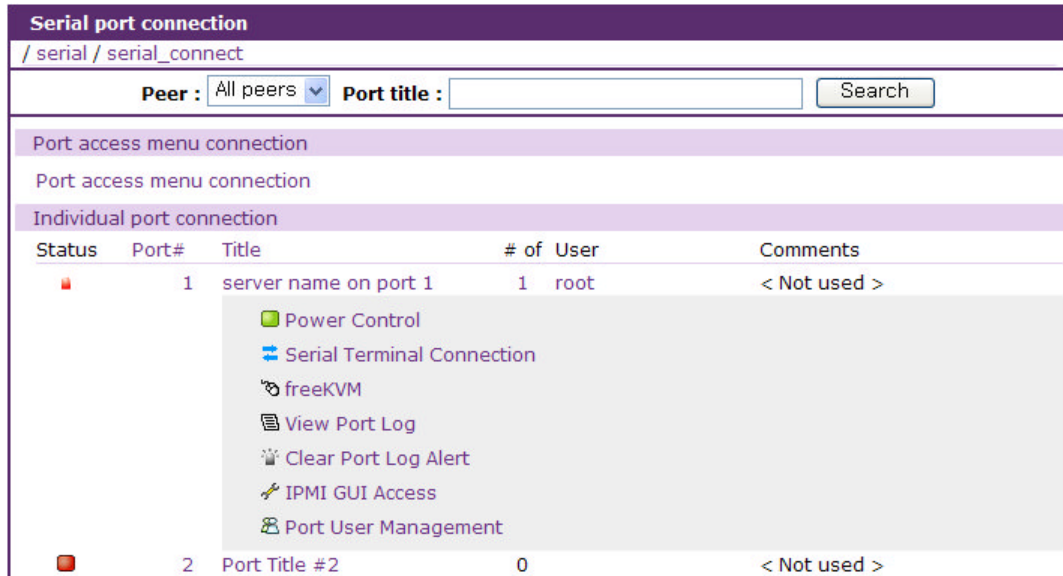 Serial port connection
/ serial / serial_connect
Peer : All peers Port title : Search
Port access menu connection
Port access menu connection
Individual port connection
Status Port# Title # of User Comments
1 server name on port 1 1 root < Not used >
Power Control
Serial Terminal Connection
freeKVM
View Port Log
Clear Port Log Alert
IPMI GUI Access
Port User Management
2 Port Title #2 0 < Not used >